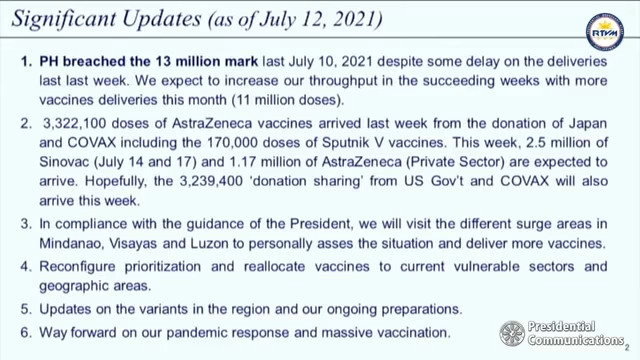 Significant Updates (as of July 12, 2021)
RTVM
1. PH breached the 13 million mark last July 10, 2021 despite some delay on the deliveries
last last week. We expect to increase our throughput in the succeeding weeks with more
vaccines deliveries this month (11 million doses).
2. 3,322,100 doses of AstraZeneca vaccines arrived last week from the donation of Japan
and COVAX including the 170,000 doses of Sputnik V vaccines. This week, 2.5 million of
Sinovac (July 14 and 17) and 1.17 million of AstraZeneca (Private Sector) are expected to
arrive. Hopefully, the 3,239,400 ‘donation sharing’ from US Gov’t and COVAX will also
arrive this week.
3. In compliance with the guidance of the President, we will visit the different surge areas in
Mindanao, Visayas and Luzon to personally asses the situation and deliver more vaccines.
4. Reconfigure prioritization and reallocate vaccines to current vulnerable sectors and
geographic areas.
5. Updates on the variants in the region and our ongoing preparations.
6. Way forward on our pandemic response and massive vaccination.
Presidential
Communications
2